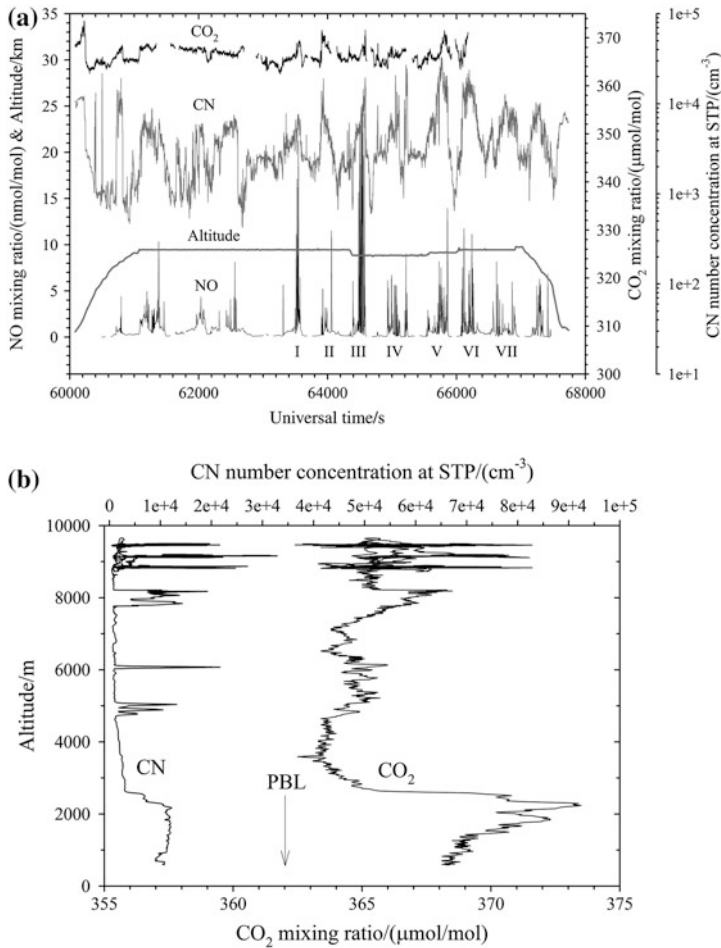 (a)
35
30
25
20
15
10
5
0
NO mixing ratio/(nmol/mol) & Altitude/km
CO2
CN
Altitude
NO
I II III IV V VI VII
60000 62000 64000 66000 68000
Universal time/s
370
360
350
340
330
320
310
300
CO2 mixing ratio/(μmol/mol)
1e+5
1e+4
1e+3
1e+2
1e+1
CN number concentration at STP/(cm-3)
(b)
CN number concentration at STP/(cm-3)
0 1e+4 2e+4 3e+4 4e+4 5e+4 6e+4 7e+4 8e+4 9e+4 1e+5
10000
8000
6000
4000
2000
0
Altitude/m
CN
PBL
CO2
355 360 365 370 375
CO2 mixing ratio/(μmol/mol)